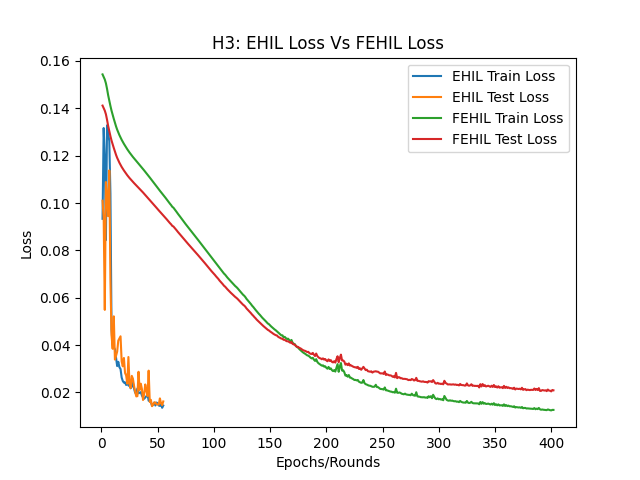 H3: EHIL Loss Vs FEHIL Loss
EHIL Train Loss
EHIL Test Loss
FEHIL Train Loss
FEHIL Test Loss
Loss
0.16
0.14
0.12
0.10
0.08
0.06
0.04
0.02
0 50 100 150 200 250 300 350 400
Epochs/Rounds